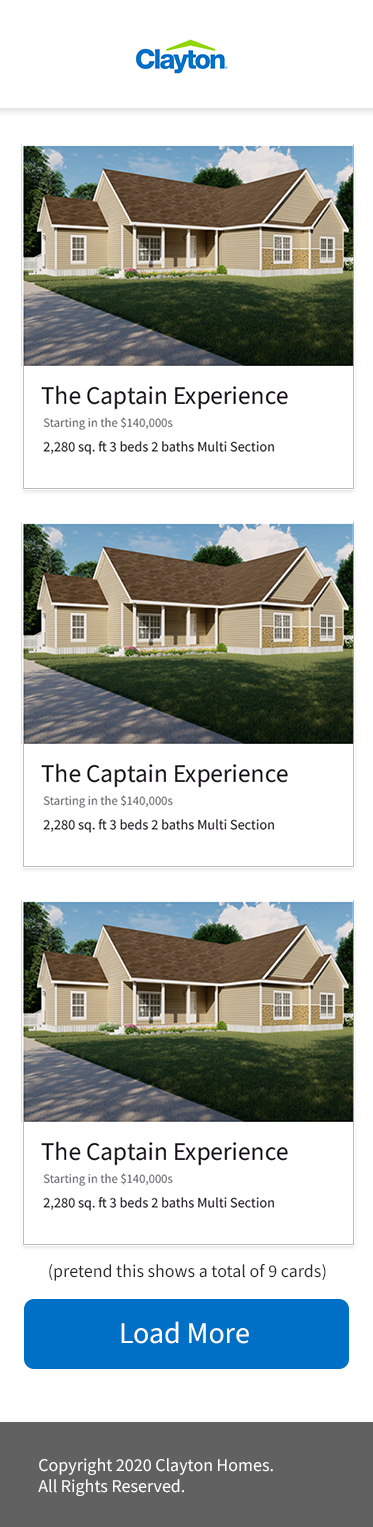 Clayton
The Captain Experience
Starting in the $140,000s
2,280 sq. ft 3 beds 2 baths Multi Section
The Captain Experience
Starting in the $140,000s
2,280 sq. ft 3 beds 2 baths Multi Section
The Captain Experience
Starting in the $140,000s
2,280 sq. ft 3 beds 2 baths Multi Section
(pretend this shows a total of 9 cards)
Load More
Copyright 2020 Clayton Homes.
All Rights Reserved.